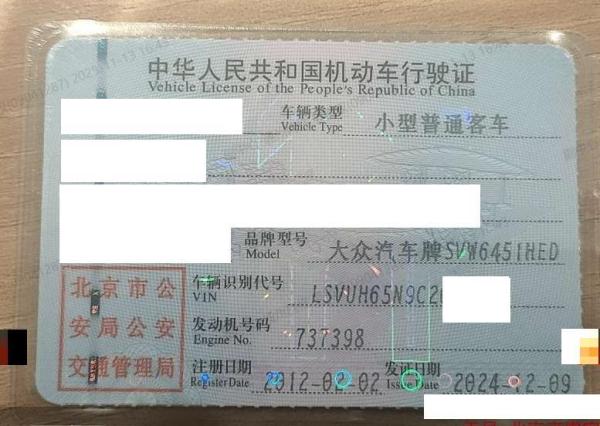 中华人民共和国机动车行驶证
Vehicle License of the People's Republic of China
车辆类型 小型普通客车
Vehicle Type
品牌型号 大众汽车牌SVW6451HED
Model
车辆识别代号 LSVUH65N9C2
VIN
发动机号码 737398
Engine No.
注册日期 2012-02-02 发证日期 2024-12-09
Register Date Issue Date
北京市公
安局公安
交通管理局